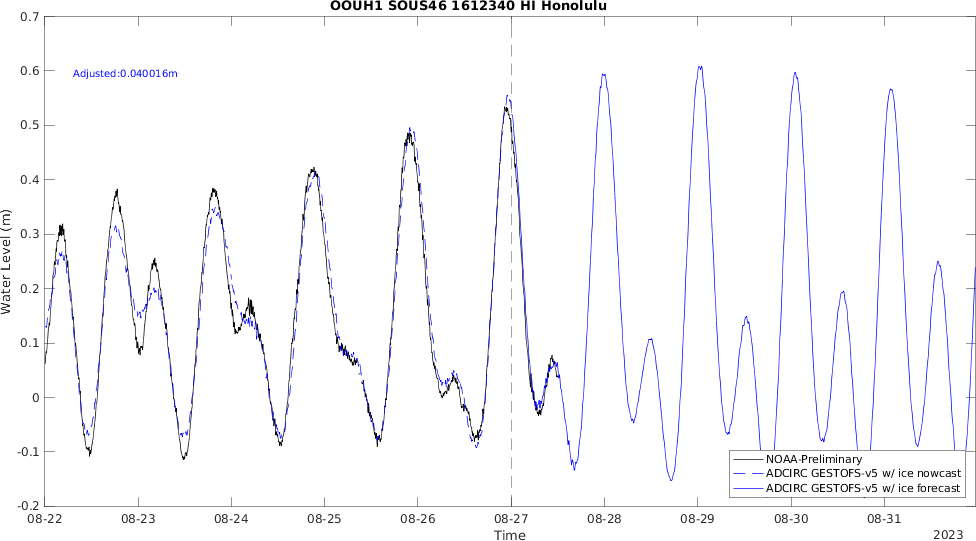 OOUH1 SOUS46 1612340 HI Honolulu
Adjusted:0.040016m
Water Level (m)
0.7
0.6
0.5
0.4
0.3
0.2
0.1
0
-0.1
-0.2
NOAA-Preliminary
ADCIRC GESTOFS-v5 w/ ice nowcast
ADCIRC GESTOFS-v5 w/ ice forecast
08-22 08-23 08-24 08-25 08-26 08-27 08-28 08-29 08-30 08-31
Time
2023